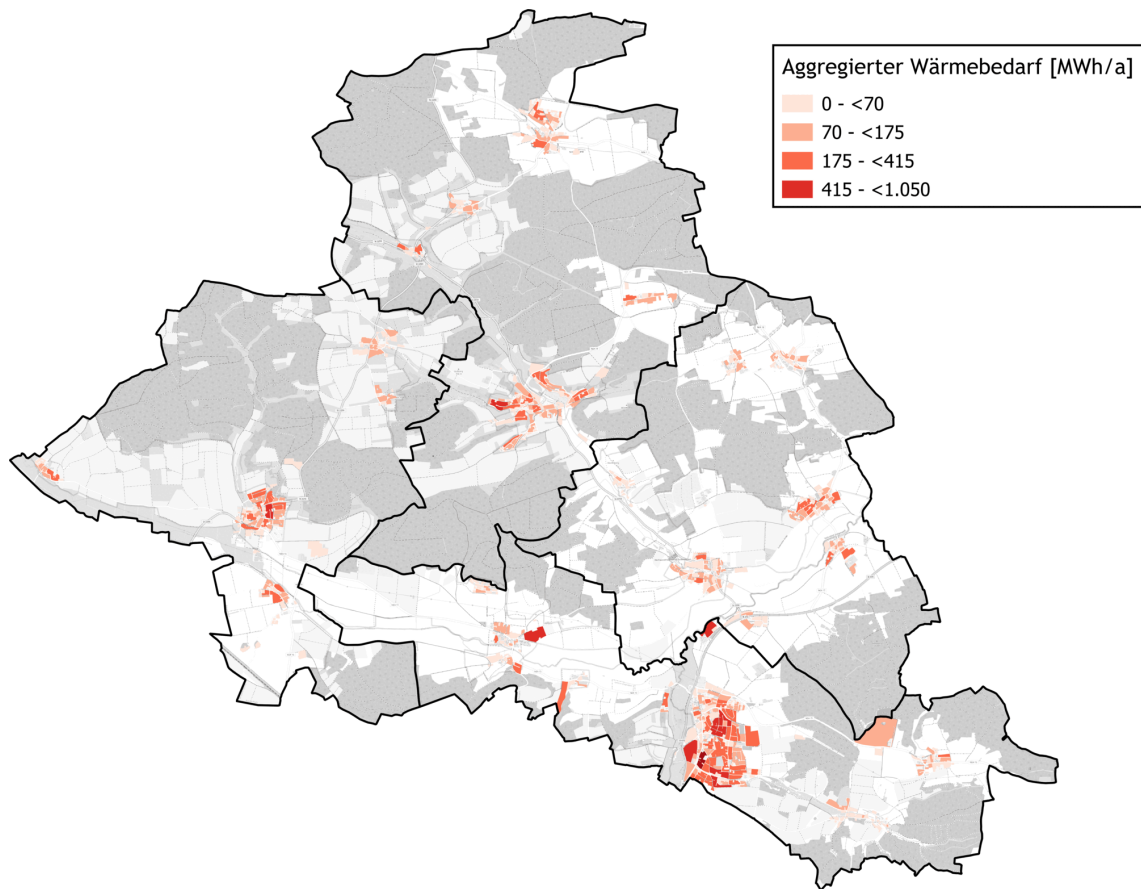 Aggregierter Wärmebedarf [MWh/a]
0 - <70
70 - <175
175 - <415
415 - <1.050